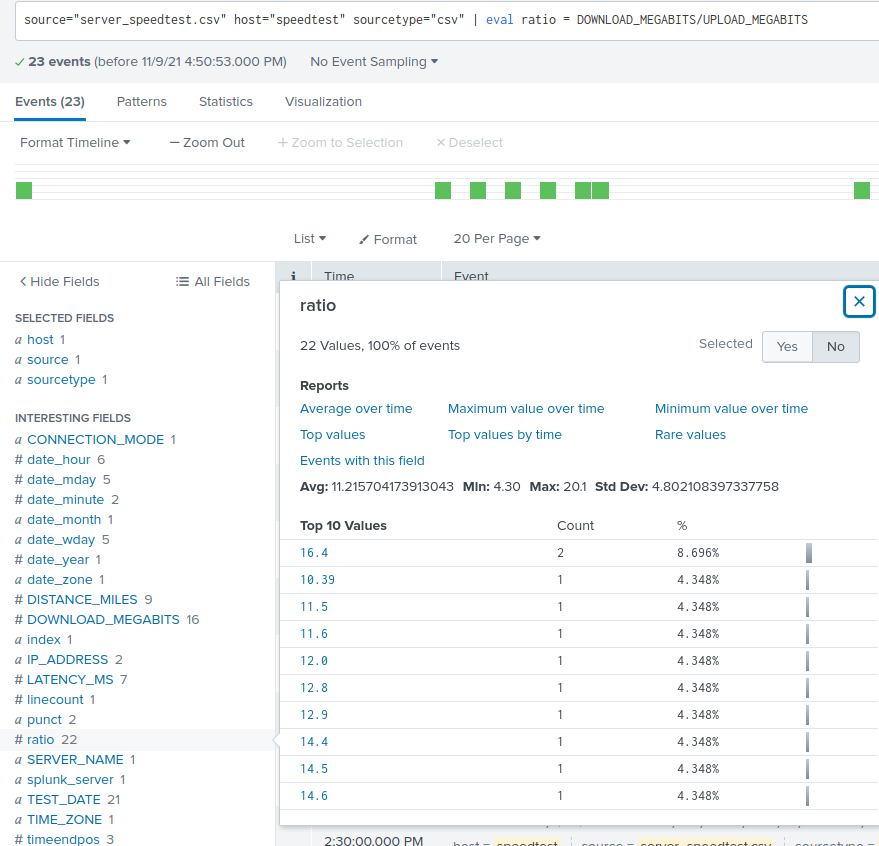 source="server_speedtest.csv" host="speedtest" sourcetype="csv" | eval ratio = DOWNLOAD_MEGABITS/UPLOAD_MEGABITS
✓ 23 events (before 11/9/21 4:50:53.000 PM) No Event Sampling
Events (23) Patterns Statistics Visualization
Format Timeline — Zoom Out + Zoom to Selection × Deselect
List Format 20 Per Page
Hide Fields All Fields
i Time Event
SELECTED FIELDS
a host 1
a source 1
a sourcetype 1
INTERESTING FIELDS
a CONNECTION_MODE 1
# date_hour 6
# date_mday 5
# date_minute 2
a date_month 1
a date_wday 5
# date_year 1
a date_zone 1
# DISTANCE_MILES 9
# DOWNLOAD_MEGABITS 16
a index 1
a IP_ADDRESS 2
# LATENCY_MS 7
# linecount 1
a punct 2
# ratio 22
a SERVER_NAME 1
a splunk_server 1
a TEST_DATE 21
a TIME_ZONE 1
# timeendpos 3
ratio
22 Values, 100% of events Selected Yes No
Reports
Average over time Maximum value over time Minimum value over time
Top values Top values by time Rare values
Events with this field
Avg: 11.215704173913043 Min: 4.30 Max: 20.1 Std Dev: 4.802108397337758
Top 10 Values Count %
16.4 2 8.696%
10.39 1 4.348%
11.5 1 4.348%
11.6 1 4.348%
12.0 1 4.348%
12.8 1 4.348%
12.9 1 4.348%
14.4 1 4.348%
14.5 1 4.348%
14.6 1 4.348%
2:30:00.000 PM host = speedtest source = server_speedtest.csv sourcetype =